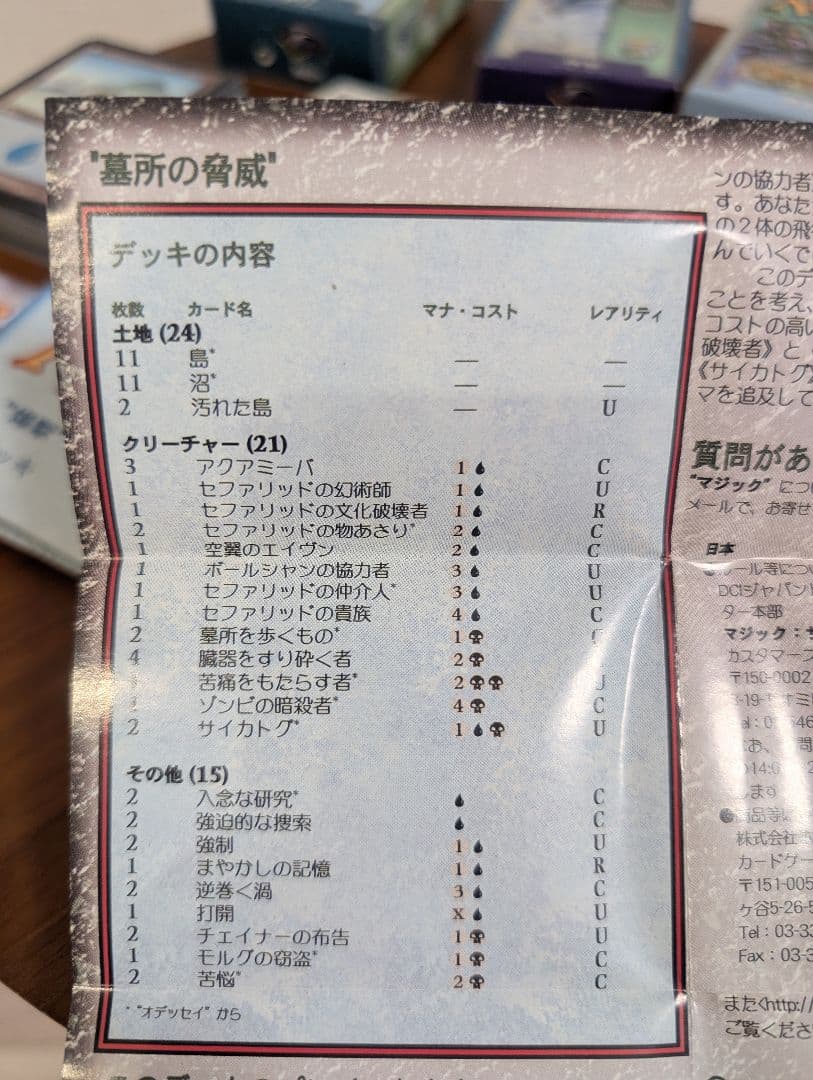 "墓所の脅威"
デッキの内容
枚数 カード名 マナ・コスト レアリティ
土地 (24)
11 島* — —
11 沼* — —
2 汚れた島 — U
クリーチャー (21)
3 アクアミーバ 1 C
1 セファリッドの幻術師 1 U
1 セファリッドの文化破壊者 1 R
2 セファリッドの物あさり* 2 C
1 空翼のエイヴン 2 C
1 ボールシャンの協力者 3 U
1 セファリッドの仲介人* 3 U
1 セファリッドの貴族 4 C
2 墓所を歩くもの* 1
4 臓器をすり砕く者 2
苦痛をもたらす者* 2 U
1 ゾンビの暗殺者* 4 C
2 サイカトグ* 1 U
その他 (15)
2 入念な研究* C
2 強迫的な捜索 C
2 強制 1 U
1 まやかしの記憶 1 R
2 逆巻く渦 3 C
1 打開 X U
2 チェイナーの布告 1 U
1 モルグの窃盗* 1 C
2 苦悩* 2 C
* "オデッセイ" から
ンの協力者
す。あなた
の2体の飛
んでいくで
このデ
ことを考え、
コストの高い
破壊者》と
《サイカトグ》
マを追及して
質問があ
"マジック" につい
メールで、お寄せ
日本
ルール等につい
DCIジャパン
ター本部
マジック：ザ
カスタマー
〒150-0002
します
株式会社
カードゲー
〒151-005
ヶ谷5-26-5
Tel：03-33
Fax：03-3
また〈http://
ご覧くださ